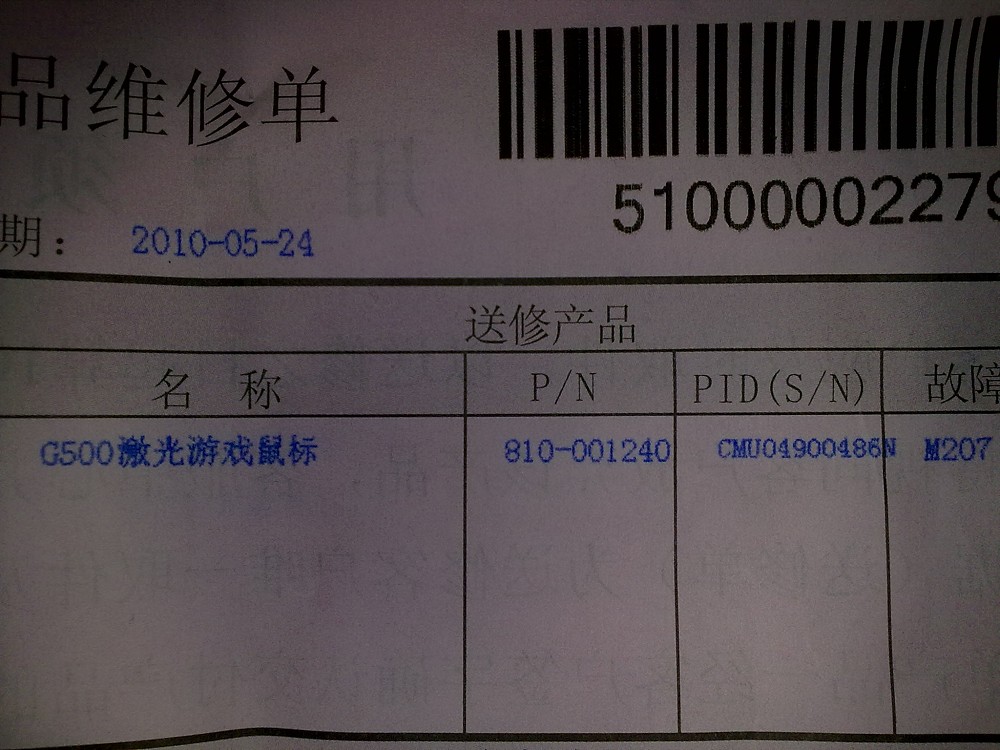 品维修单
51000002279
期： 2010-05-24
送修产品
名 称 P/N PID(S/N) 故障
G500激光游戏鼠标 810-001240 CMU04900486N M207